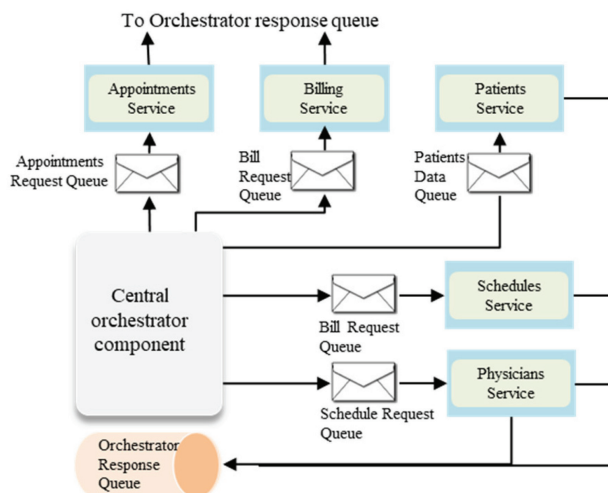 To Orchestrator response queue
Appointments
Service
Billing
Service
Patients
Service
Appointments
Request Queue
Bill
Request
Queue
Patients
Data
Queue
Central
orchestrator
component
Schedules
Service
Bill Request
Queue
Physicians
Service
Schedule Request
Queue
Orchestrator
Response
Queue